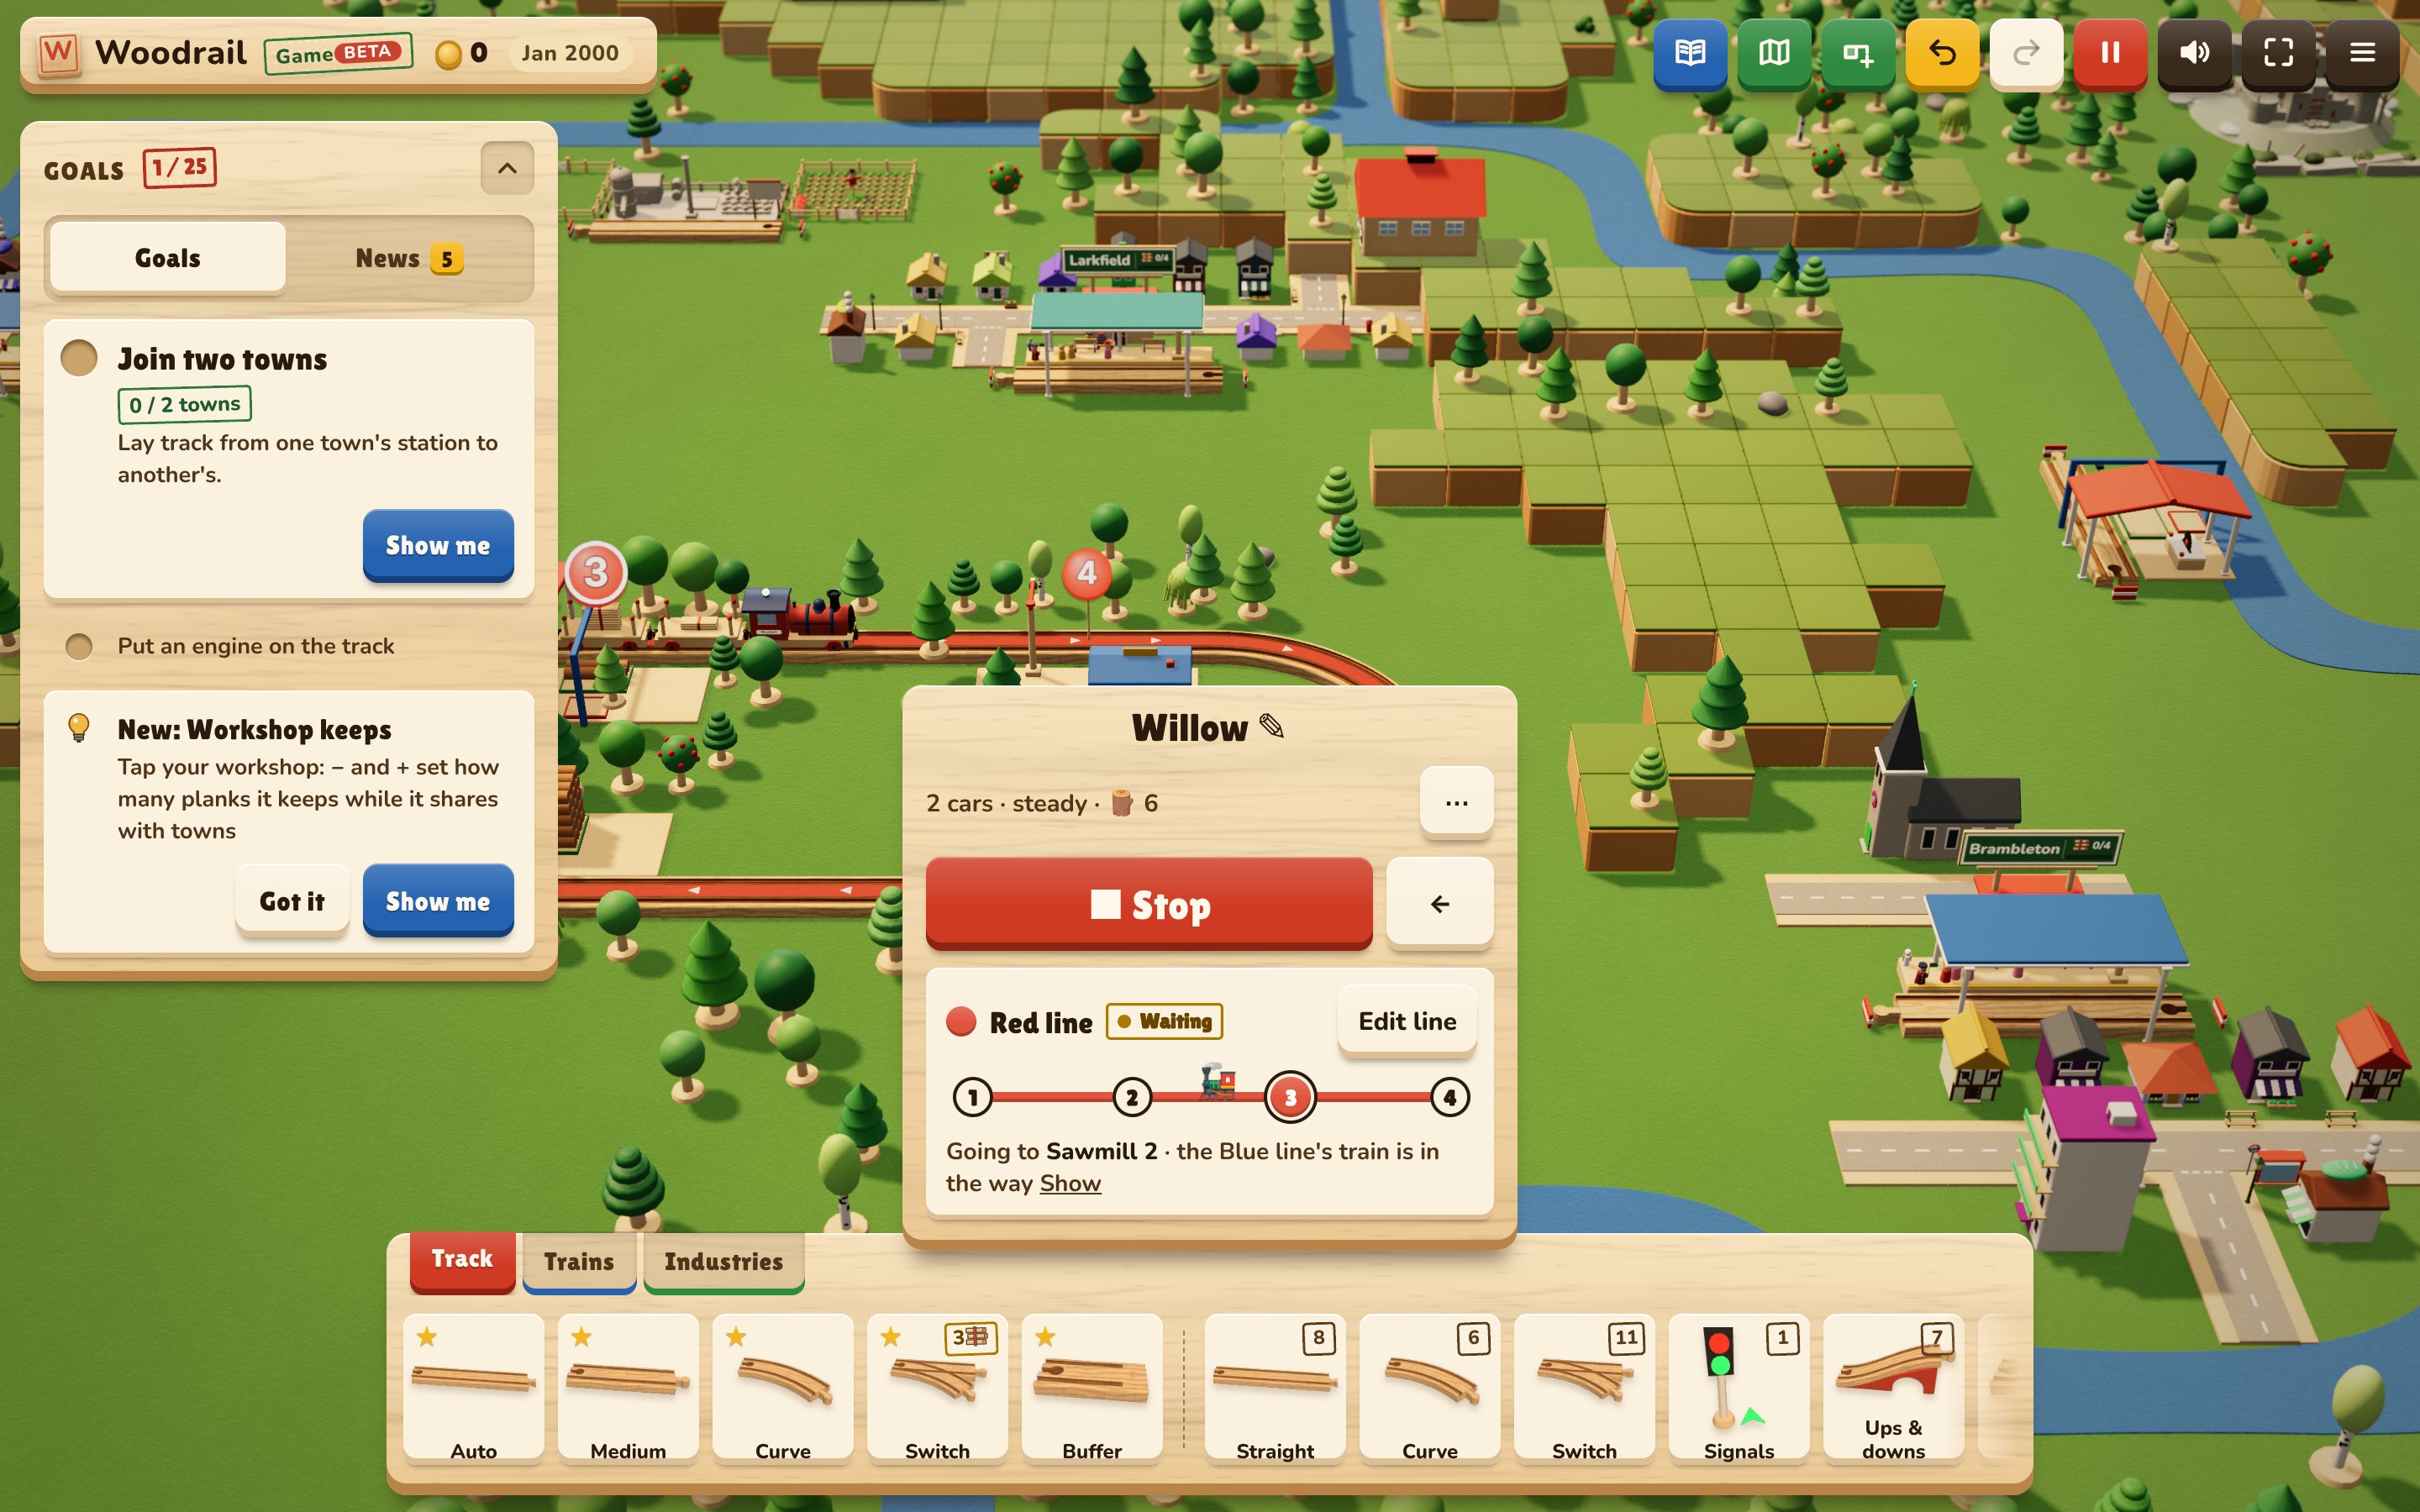 W Woodrail Game BETA 0 Jan 2000
GOALS 1 / 25
Goals News 5
Join two towns
0 / 2 towns
Lay track from one town's station to
another's.
Show me
Put an engine on the track
New: Workshop keeps
Tap your workshop: − and + set how
many planks it keeps while it shares
with towns
Got it Show me
Larkfield 0/4
3
4
Brambleton 0/4
Willow
2 cars · steady · 6
...
Stop
Red line Waiting Edit line
1 2 3 4
Going to Sawmill 2 · the Blue line's train is in
the way Show
Track Trains Industries
3 8 6 11 1 7
Auto Medium Curve Switch Buffer Straight Curve Switch Signals Ups &
downs